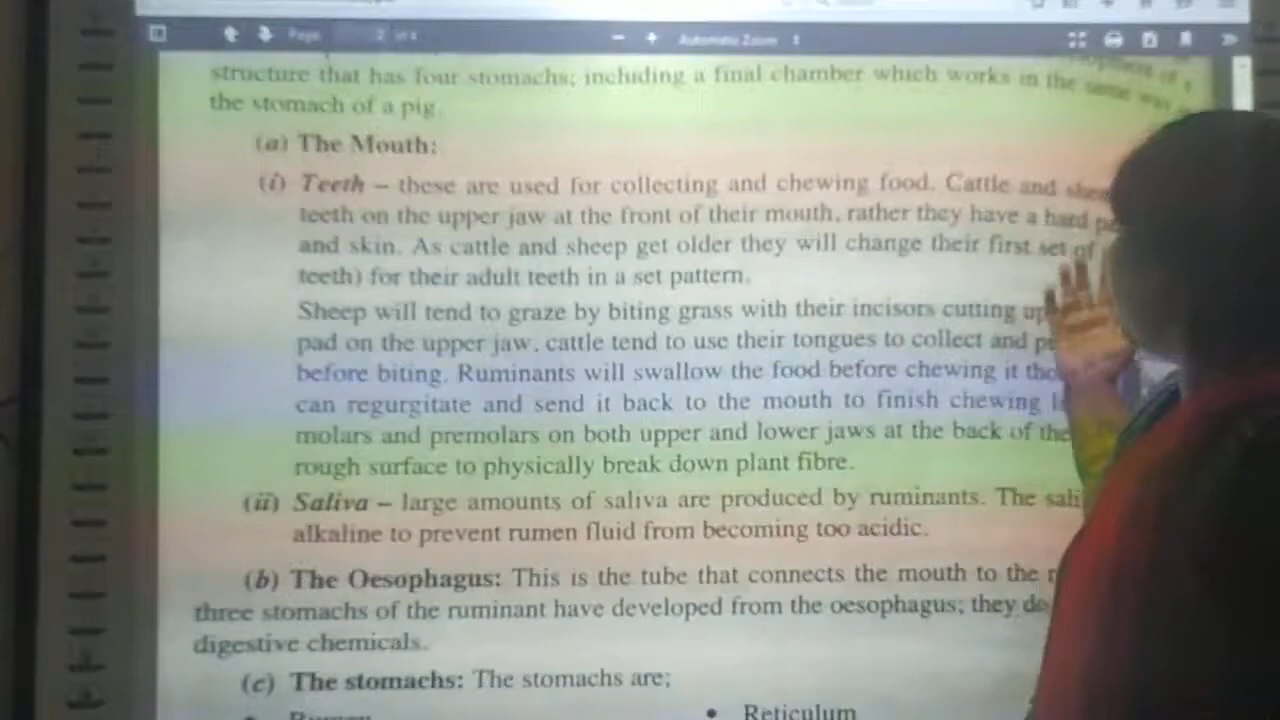 Page 2 of
Automatic Zoom
structure that has four stomachs; including a final chamber which works in the same way
the stomach of a pig.
(a) The Mouth:
(i) Teeth – these are used for collecting and chewing food. Cattle and
teeth on the upper jaw at the front of their mouth, rather they have a hard
and skin. As cattle and sheep get older they will change their first set of
teeth) for their adult teeth in a set pattern.
Sheep will tend to graze by biting grass with their incisors cutting
pad on the upper jaw, cattle tend to use their tongues to collect and
before biting. Ruminants will swallow the food before chewing it
can regurgitate and send it back to the mouth to finish chewing
molars and premolars on both upper and lower jaws at the back of
rough surface to physically break down plant fibre.
(ii) Saliva – large amounts of saliva are produced by ruminants. The
alkaline to prevent rumen fluid from becoming too acidic.
(b) The Oesophagus: This is the tube that connects the mouth to the
three stomachs of the ruminant have developed from the oesophagus; they do
digestive chemicals.
(c) The stomachs: The stomachs are;
• Rumen • Reticulum